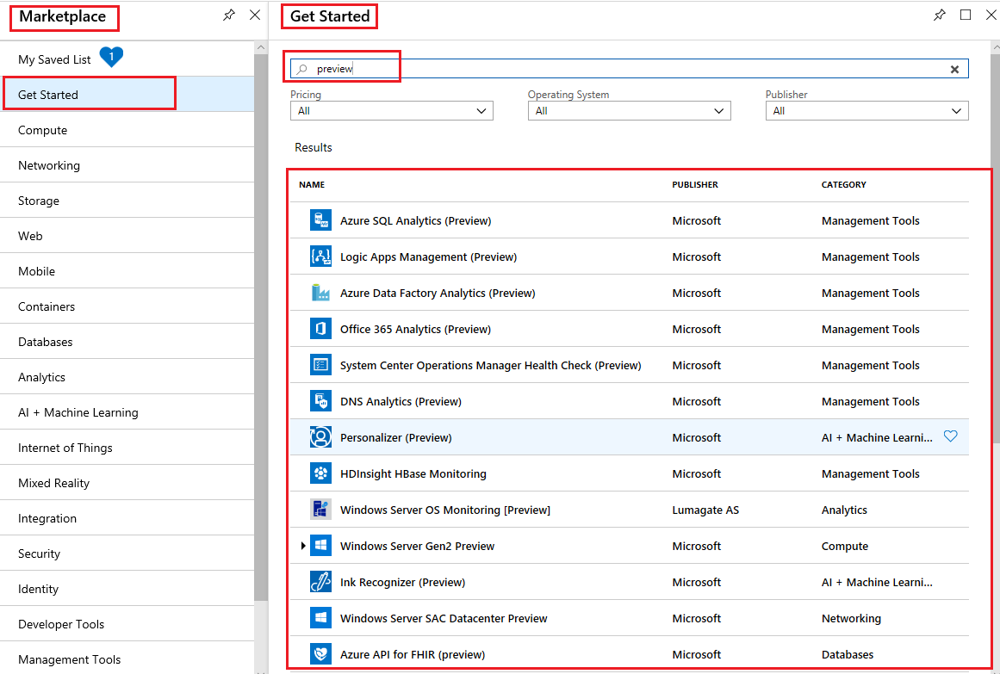 Marketplace
My Saved List 1
Get Started
Compute
Networking
Storage
Web
Mobile
Containers
Databases
Analytics
AI + Machine Learning
Internet of Things
Mixed Reality
Integration
Security
Identity
Developer Tools
Management Tools
Get Started
preview
Pricing Operating System Publisher
All All All
Results
NAME PUBLISHER CATEGORY
Azure SQL Analytics (Preview) Microsoft Management Tools
Logic Apps Management (Preview) Microsoft Management Tools
Azure Data Factory Analytics (Preview) Microsoft Management Tools
Office 365 Analytics (Preview) Microsoft Management Tools
System Center Operations Manager Health Check (Preview) Microsoft Management Tools
DNS Analytics (Preview) Microsoft Management Tools
Personalizer (Preview) Microsoft AI + Machine Learni...
HDInsight HBase Monitoring Microsoft Management Tools
Windows Server OS Monitoring [Preview] Lumagate AS Analytics
Windows Server Gen2 Preview Microsoft Compute
Ink Recognizer (Preview) Microsoft AI + Machine Learni...
Windows Server SAC Datacenter Preview Microsoft Networking
Azure API for FHIR (preview) Microsoft Databases